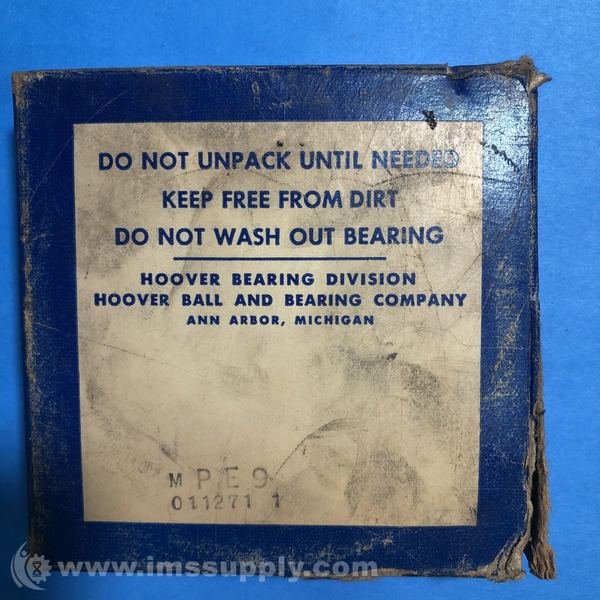 DO NOT UNPACK UNTIL NEEDED
KEEP FREE FROM DIRT
DO NOT WASH OUT BEARING
HOOVER BEARING DIVISION
HOOVER BALL AND BEARING COMPANY
ANN ARBOR, MICHIGAN
M PE9
011271 1
www.imssupply.com